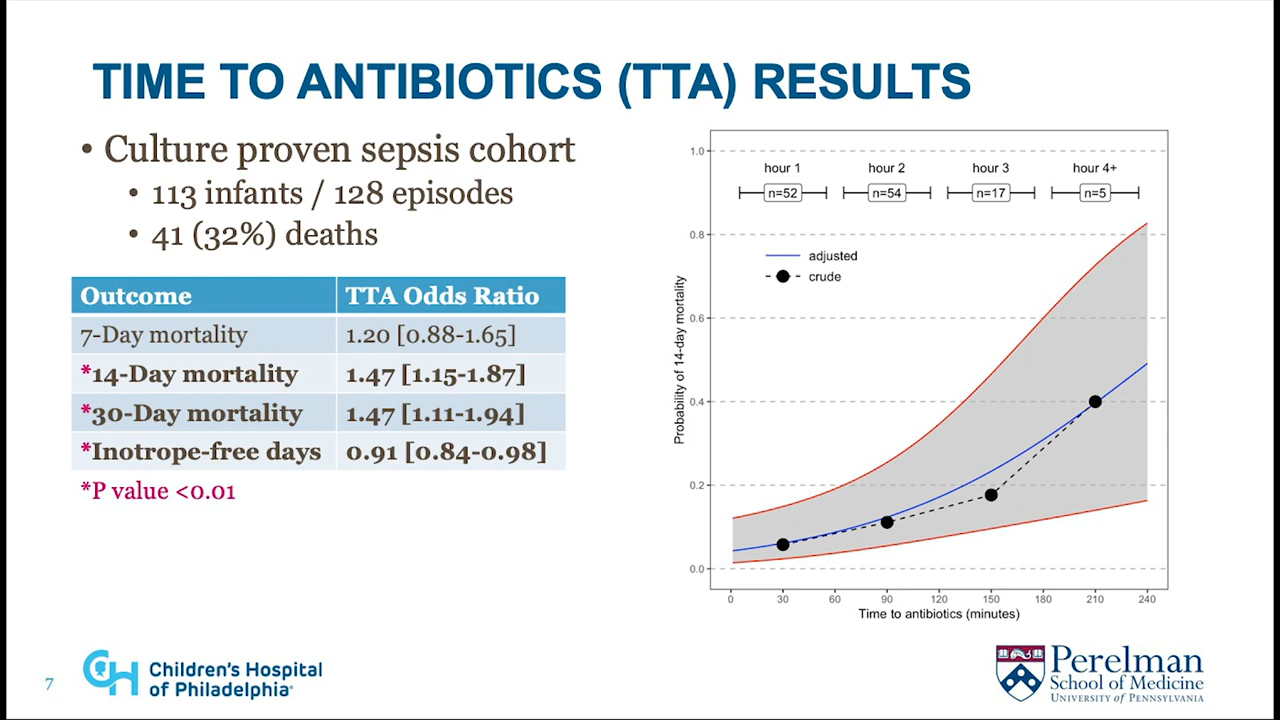 TIME TO ANTIBIOTICS (TTA) RESULTS
• Culture proven sepsis cohort
• 113 infants / 128 episodes
• 41 (32%) deaths
Outcome TTA Odds Ratio
7-Day mortality 1.20 [0.88-1.65]
*14-Day mortality 1.47 [1.15-1.87]
*30-Day mortality 1.47 [1.11-1.94]
*Inotrope-free days 0.91 [0.84-0.98]
*P value <0.01
hour 1 hour 2 hour 3 hour 4+
n=52 n=54 n=17 n=5
adjusted
crude
Probability of 14-day mortality
1.0
0.8
0.6
0.4
0.2
0.0
0 30 60 90 120 150 180 210 240
Time to antibiotics (minutes)
7
CH Children's Hospital
of Philadelphia
Perelman
School of Medicine
University of Pennsylvania